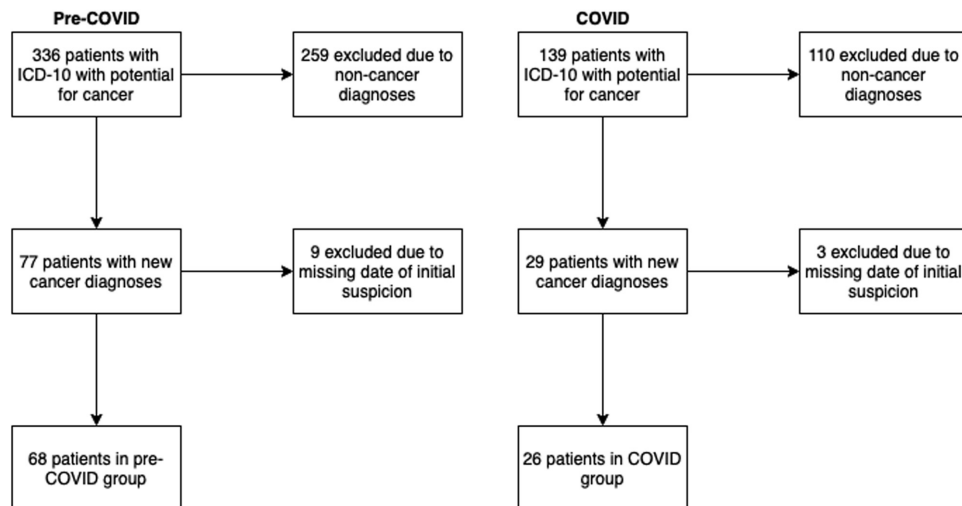 Pre-COVID
336 patients with
ICD-10 with potential
for cancer
259 excluded due to
non-cancer
diagnoses
77 patients with new
cancer diagnoses
9 excluded due to
missing date of initial
suspicion
68 patients in pre-
COVID group
COVID
139 patients with
ICD-10 with potential
for cancer
110 excluded due to
non-cancer
diagnoses
29 patients with new
cancer diagnoses
3 excluded due to
missing date of initial
suspicion
26 patients in COVID
group